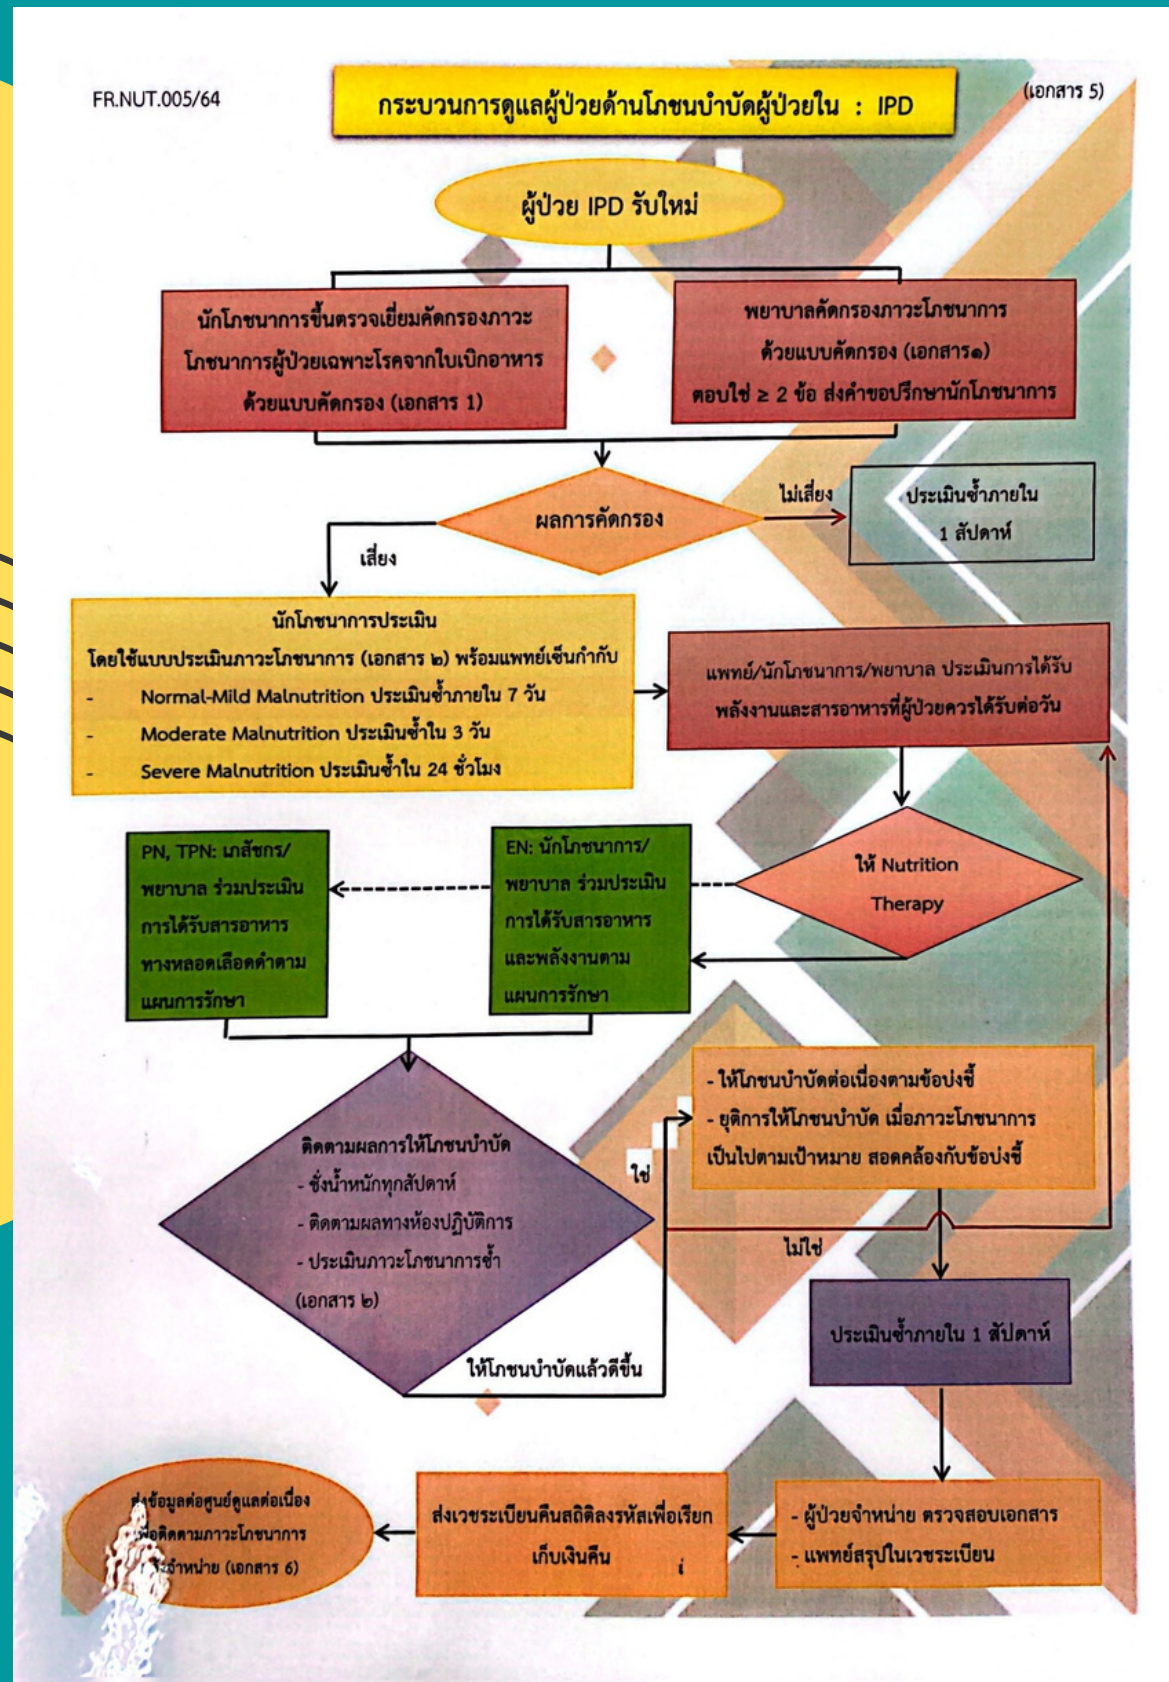 FR.NUT.005/64
กระบวนการดูแลผู้ป่วยด้านโภชนบำบัดผู้ป่วยใน : IPD
(เอกสาร 5)
ผู้ป่วย IPD รับใหม่
นักโภชนาการขึ้นตรวจเยี่ยมคัดกรองภาวะ
โภชนาการผู้ป่วยเฉพาะโรคจากใบเบิกอาหาร
ด้วยแบบคัดกรอง (เอกสาร 1)
พยาบาลคัดกรองภาวะโภชนาการ
ด้วยแบบคัดกรอง (เอกสาร๑)
ตอบใช่ ≥ 2 ข้อ ส่งคำขอปรึกษานักโภชนาการ
ผลการคัดกรอง
ไม่เสี่ยง
ประเมินซ้ำภายใน
1 สัปดาห์
เสี่ยง
นักโภชนาการประเมิน
โดยใช้แบบประเมินภาวะโภชนาการ (เอกสาร ๒) พร้อมแพทย์เซ็นกำกับ
- Normal-Mild Malnutrition ประเมินซ้ำภายใน 7 วัน
- Moderate Malnutrition ประเมินซ้ำใน 3 วัน
- Severe Malnutrition ประเมินซ้ำใน 24 ชั่วโมง
แพทย์/นักโภชนาการ/พยาบาล ประเมินการได้รับ
พลังงานและสารอาหารที่ผู้ป่วยควรได้รับต่อวัน
ให้ Nutrition
Therapy
EN: นักโภชนาการ/
พยาบาล ร่วมประเมิน
การได้รับสารอาหาร
และพลังงานตาม
แผนการรักษา
PN, TPN: เภสัชกร/
พยาบาล ร่วมประเมิน
การได้รับสารอาหาร
ทางหลอดเลือดดำตาม
แผนการรักษา
ติดตามผลการให้โภชนบำบัด
- ชั่งน้ำหนักทุกสัปดาห์
- ติดตามผลทางห้องปฏิบัติการ
- ประเมินภาวะโภชนาการซ้ำ
(เอกสาร ๒)
ให้โภชนบำบัดแล้วดีขึ้น
ใช่
ไม่ใช่
- ให้โภชนบำบัดต่อเนื่องตามข้อบ่งชี้
- ยุติการให้โภชนบำบัด เมื่อภาวะโภชนาการ
เป็นไปตามเป้าหมาย สอดคล้องกับข้อบ่งชี้
ประเมินซ้ำภายใน 1 สัปดาห์
- ผู้ป่วยจำหน่าย ตรวจสอบเอกสาร
- แพทย์สรุปในเวชระเบียน
ส่งเวชระเบียนคืนสถิติลงรหัสเพื่อเรียก
เก็บเงินคืน
ส่งข้อมูลต่อศูนย์ดูแลต่อเนื่อง
เพื่อติดตามภาวะโภชนาการ
จำหน่าย (เอกสาร 6)